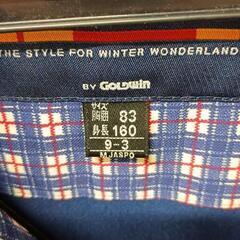 THE STYLE FOR WINTER WONDERLAND
BY GOLDWIN
サイズ
胸囲 83
身長 160
9-3
M.JASPO